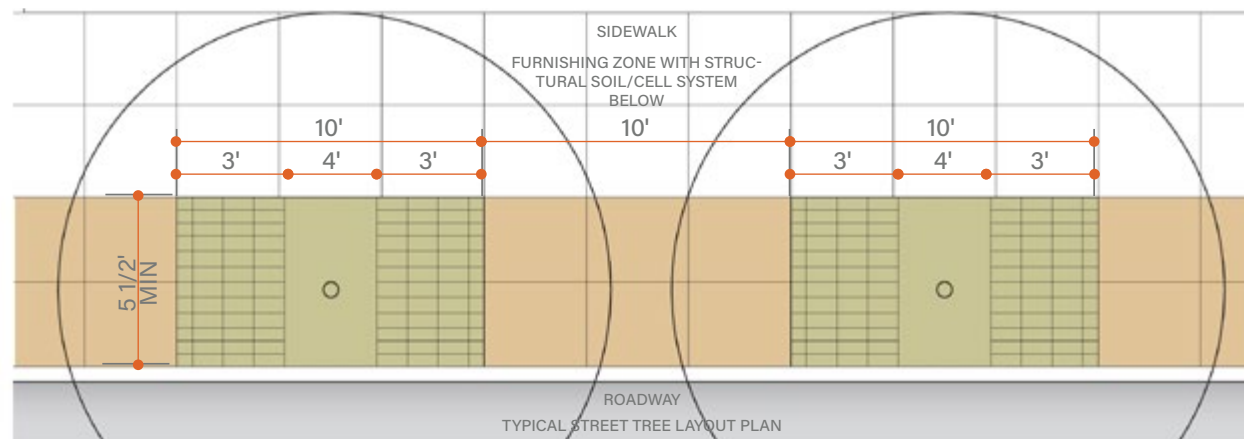 SIDEWALK
FURNISHING ZONE WITH STRUC-
TURAL SOIL/CELL SYSTEM
BELOW
10' 10' 10'
3' 4' 3' 3' 4' 3'
5 1/2'
MIN
ROADWAY
TYPICAL STREET TREE LAYOUT PLAN